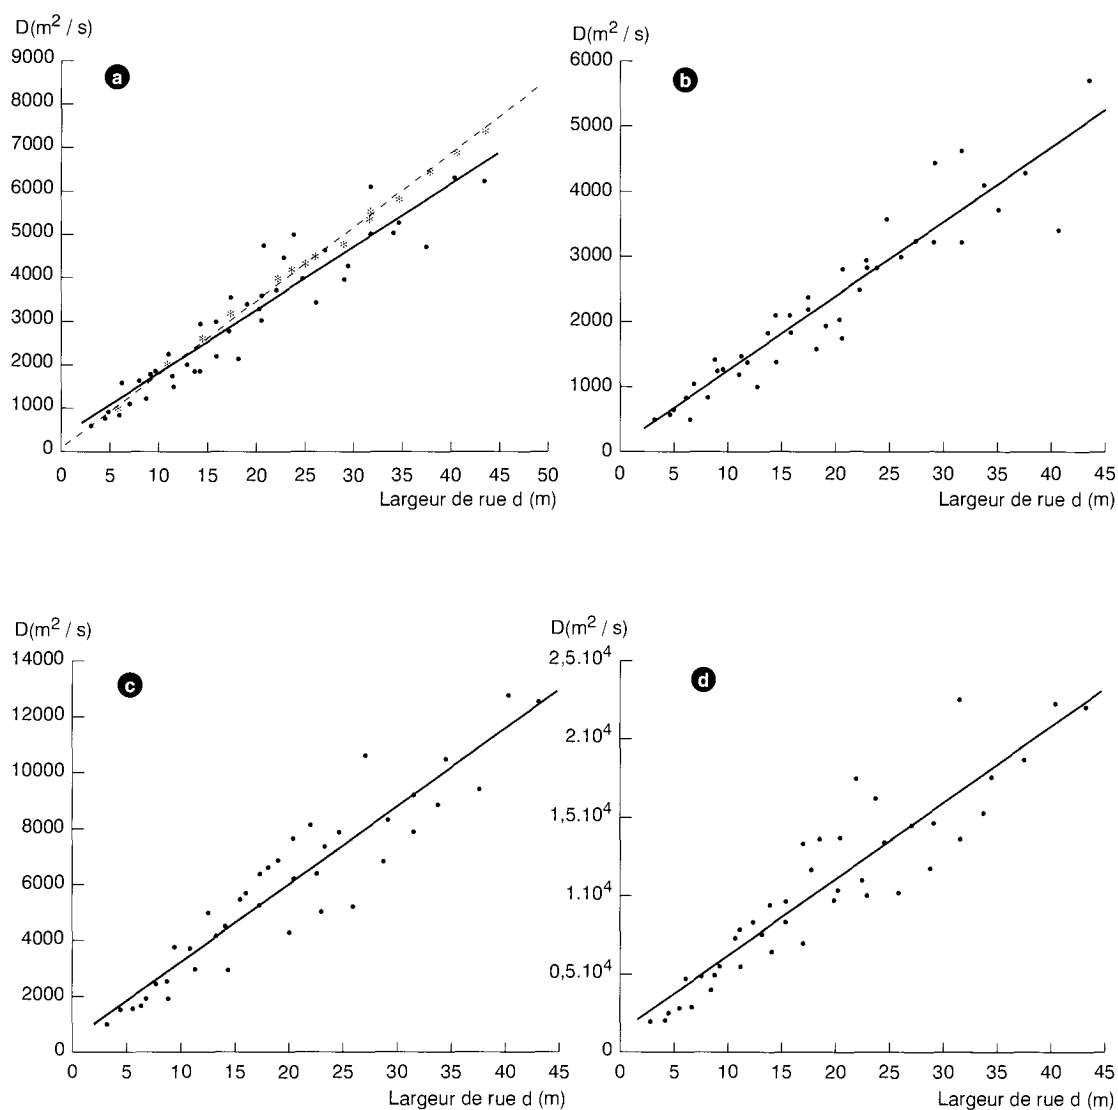 D(m² / s)
a
9000
8000
7000
6000
5000
4000
3000
2000
1000
0
0 5 10 15 20 25 30 35 40 45 50
Largeur de rue d (m)
D(m² / s)
b
6000
5000
4000
3000
2000
1000
0
0 5 10 15 20 25 30 35 40 45
Largeur de rue d (m)
D(m² / s)
c
14000
12000
10000
8000
6000
4000
2000
0
0 5 10 15 20 25 30 35 40 45
Largeur de rue d (m)
D(m² / s)
d
2,5.10⁴
2.10⁴
1,5.10⁴
1.10⁴
0,5.10⁴
0
0 5 10 15 20 25 30 35 40 45
Largeur de rue d (m)